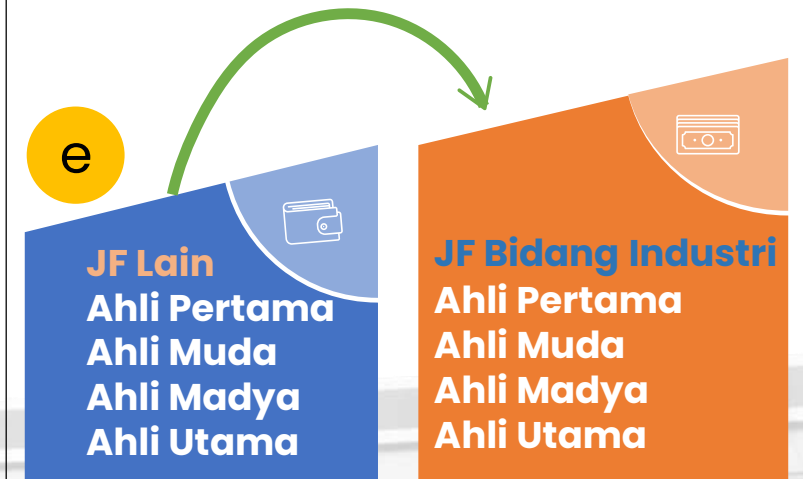 e
JF Lain
Ahli Pertama
Ahli Muda
Ahli Madya
Ahli Utama
JF Bidang Industri
Ahli Pertama
Ahli Muda
Ahli Madya
Ahli Utama